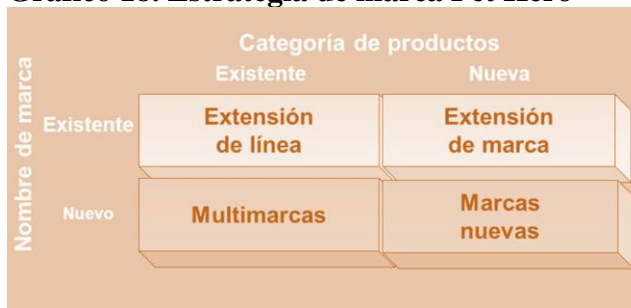 Categoría de productos
Existente
Nueva
Nombre de marca
Existente
Extensión
de línea
Extensión
de marca
Nuevo
Multimarcas
Marcas
nuevas